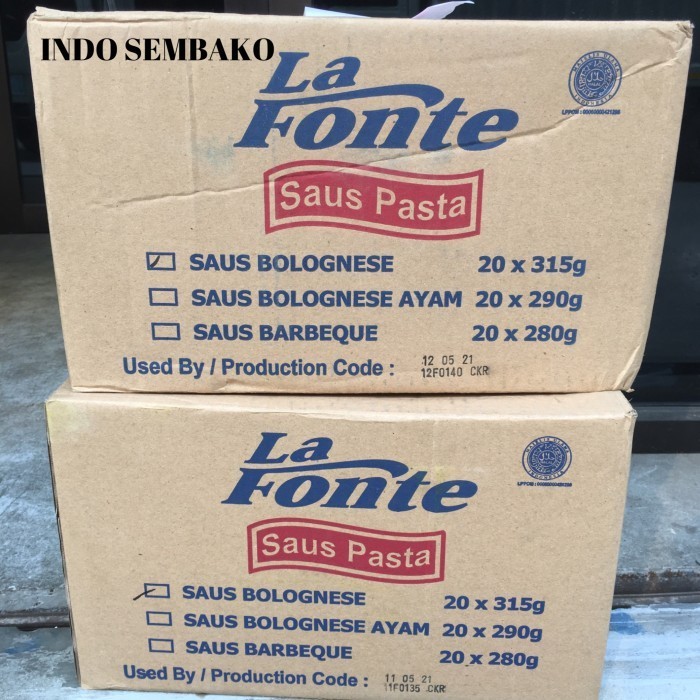 INDO SEMBAKO
La
Fonte
Saus Pasta
SAUS BOLOGNESE 20 x 315g
SAUS BOLOGNESE AYAM 20 x 290g
SAUS BARBEQUE 20 x 280g
Used By / Production Code : 12 05 21
12F0140 CKR
La
Fonte
Saus Pasta
SAUS BOLOGNESE 20 x 315g
SAUS BOLOGNESE AYAM 20 x 290g
SAUS BARBEQUE 20 x 280g
Used By / Production Code : 11 05 21
11F0135 CKR